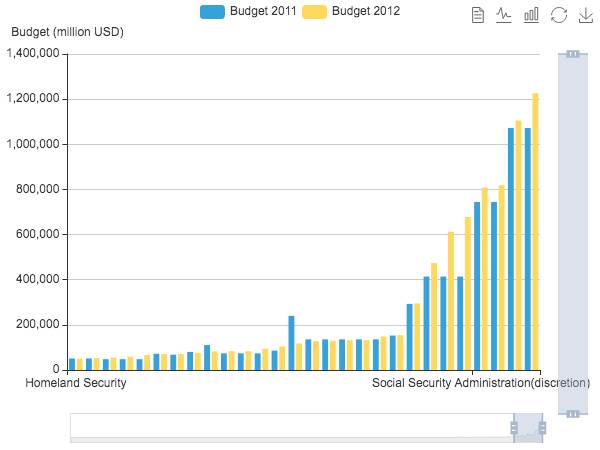 Budget 2011 Budget 2012
Budget (million USD)
1,400,000
1,200,000
1,000,000
800,000
600,000
400,000
200,000
0
Homeland Security Social Security Administration(discretion)